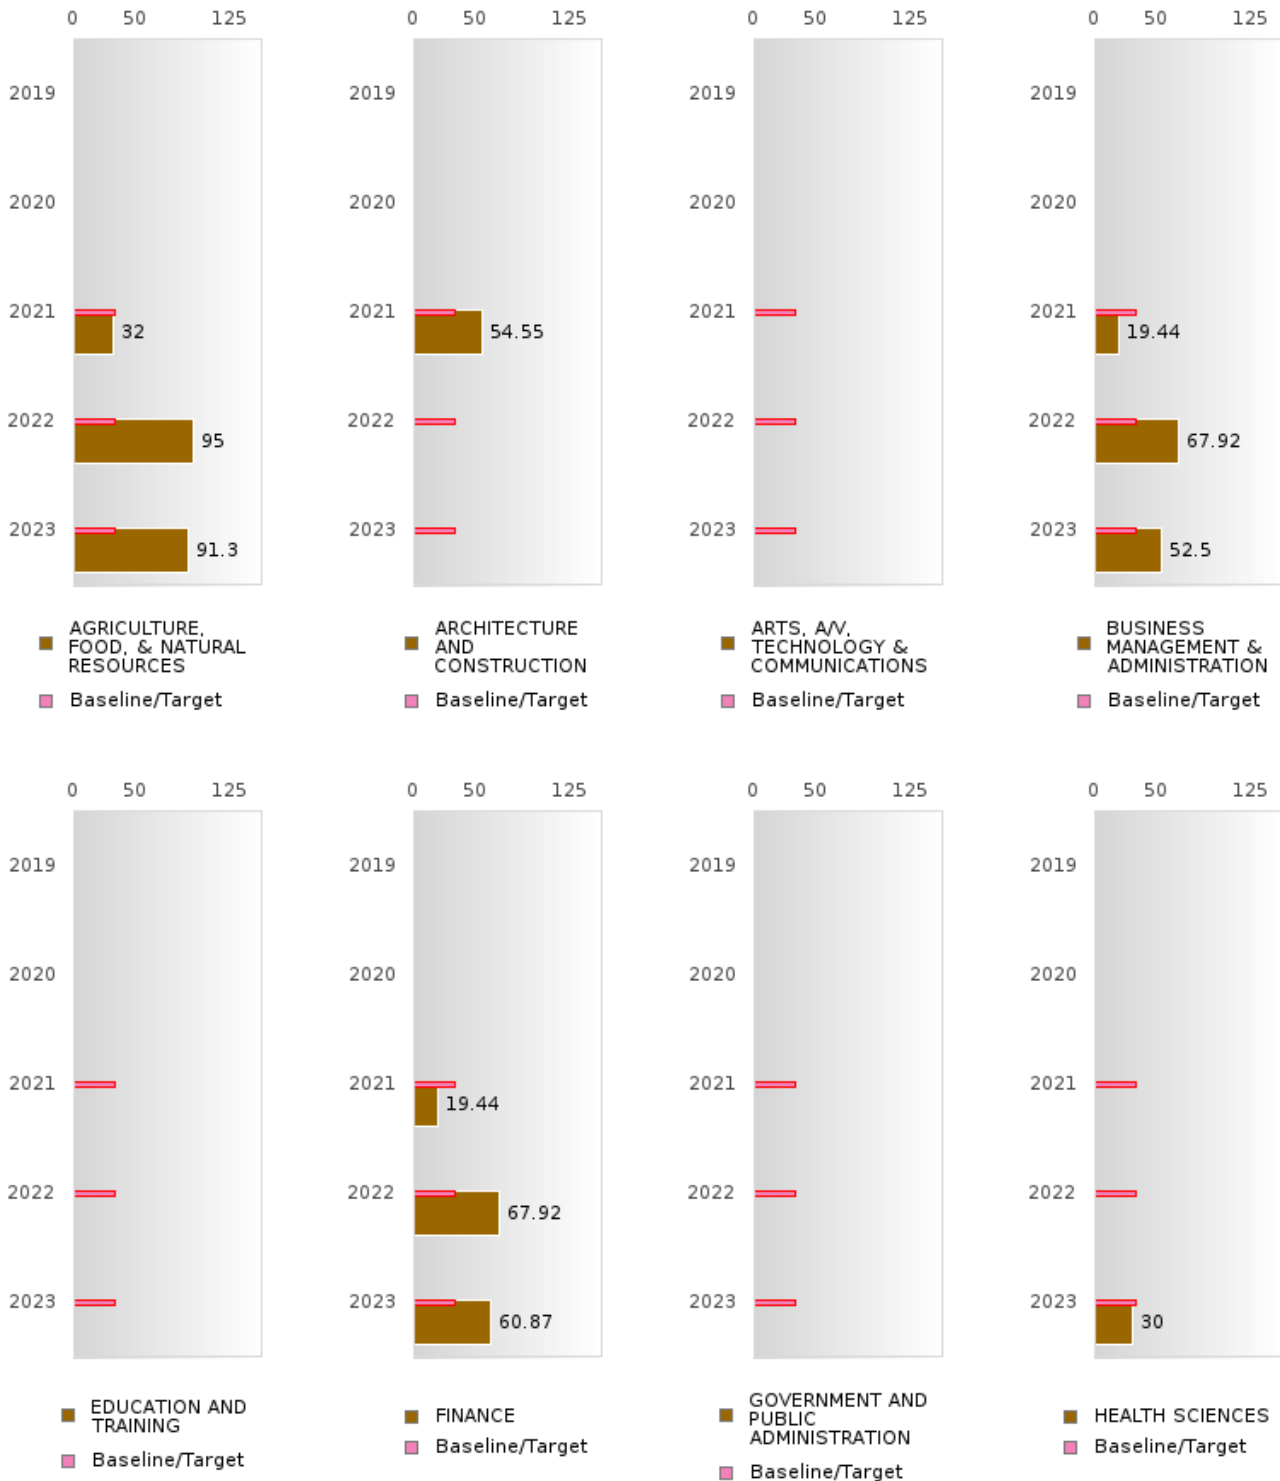 0 50 125 0 50 125 0 50 125 0 50 125
2019 2019 2019 2019
2020 2020 2020 2020
2021 32 2021 54.55 2021 2021 19.44
2022 95 2022 2022 2022 67.92
2023 91.3 2023 2023 2023 52.5
AGRICULTURE,
FOOD, & NATURAL
RESOURCES
Baseline/Target
ARCHITECTURE
AND
CONSTRUCTION
Baseline/Target
ARTS, A/V,
TECHNOLOGY &
COMMUNICATIONS
Baseline/Target
BUSINESS
MANAGEMENT &
ADMINISTRATION
Baseline/Target
0 50 125 0 50 125 0 50 125 0 50 125
2019 2019 2019 2019
2020 2020 2020 2020
2021 2021 19.44 2021 2021
2022 2022 67.92 2022 2022
2023 2023 60.87 2023 2023 30
EDUCATION AND
TRAINING
Baseline/Target
FINANCE
Baseline/Target
GOVERNMENT AND
PUBLIC
ADMINISTRATION
Baseline/Target
HEALTH SCIENCES
Baseline/Target